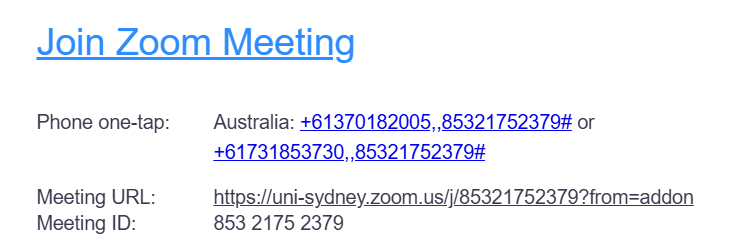 Join Zoom Meeting
Phone one-tap: Australia: +61370182005,,85321752379# or
+61731853730,,85321752379#
Meeting URL: https://uni-sydney.zoom.us/j/85321752379?from=addon
Meeting ID: 853 2175 2379